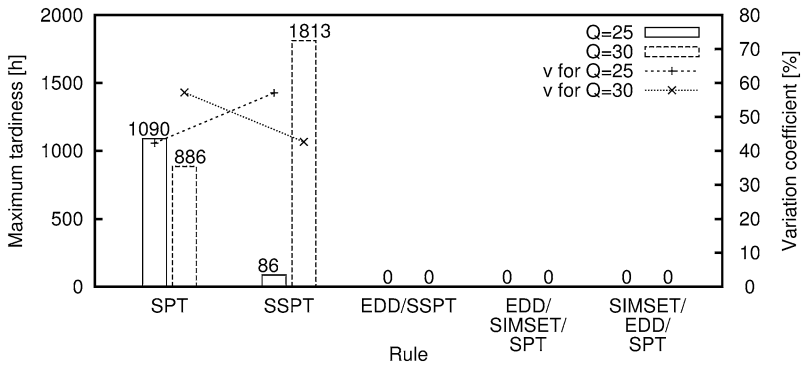 2000
1500
1000
500
0
Maximum tardiness [h]
80
70
60
50
40
30
20
10
0
Variation coefficient [%]
Q=25
Q=30
v for Q=25
v for Q=30
1813
1090
886
86
0 0 0 0 0 0
SPT SSPT EDD/SSPT EDD/ SIMSET/
SIMSET/ EDD/
SPT SPT
Rule